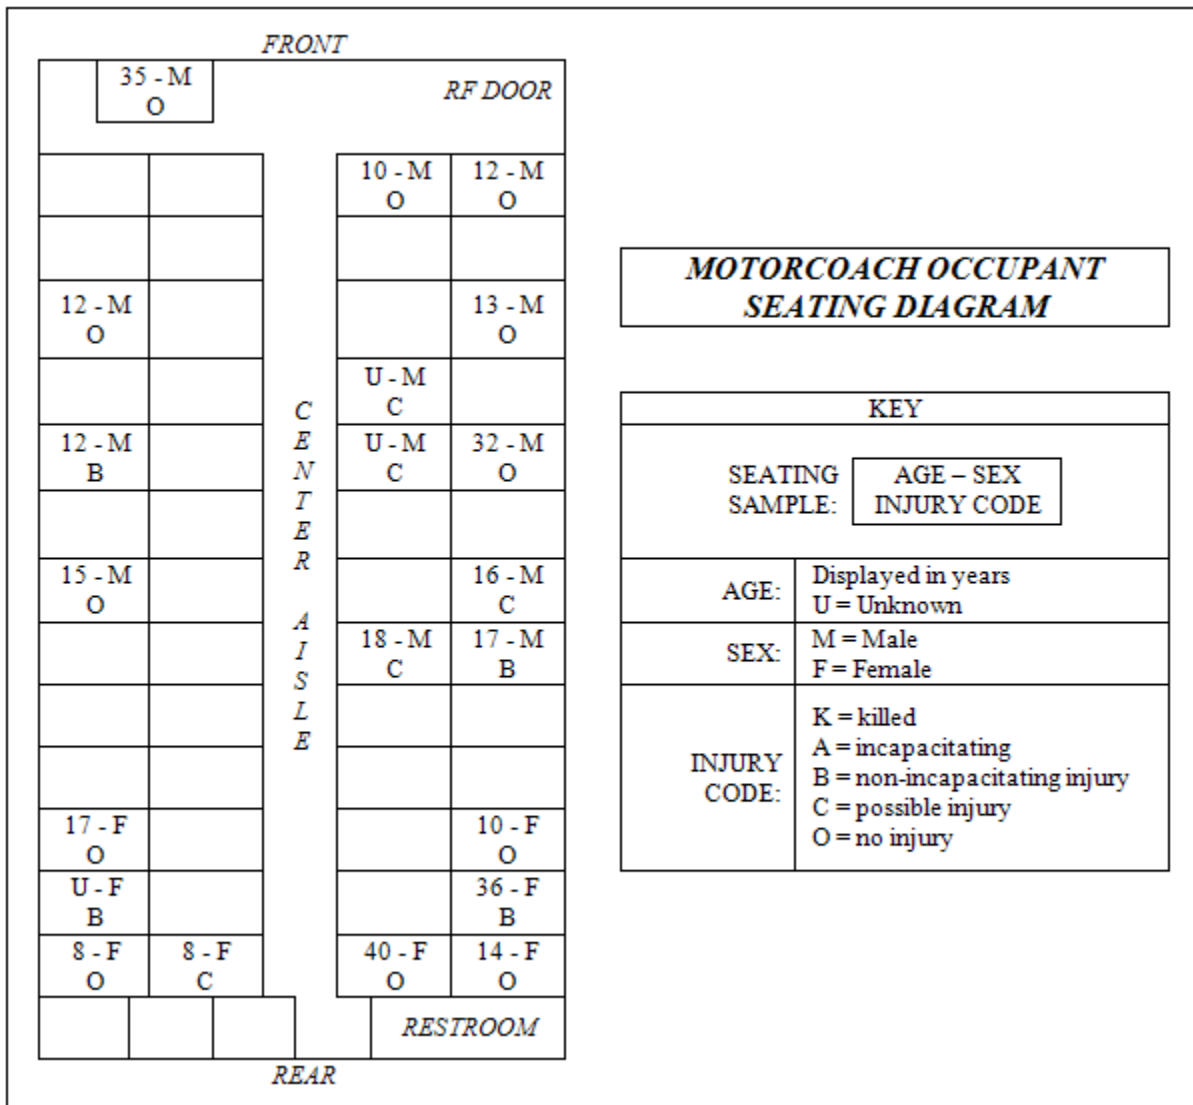 FRONT
35 - M
O
RF DOOR
10 - M
O
12 - M
O
12 - M
O
13 - M
O
U - M
C
12 - M
B
U - M
C
32 - M
O
15 - M
O
16 - M
C
18 - M
C
17 - M
B
17 - F
O
10 - F
O
U - F
B
36 - F
B
8 - F
O
8 - F
C
40 - F
O
14 - F
O
CENTER AISLE
RESTROOM
REAR
MOTORCOACH OCCUPANT
SEATING DIAGRAM
KEY
SEATING
SAMPLE:
AGE – SEX
INJURY CODE
AGE:
Displayed in years
U = Unknown
SEX:
M = Male
F = Female
INJURY
CODE:
K = killed
A = incapacitating
B = non-incapacitating injury
C = possible injury
O = no injury